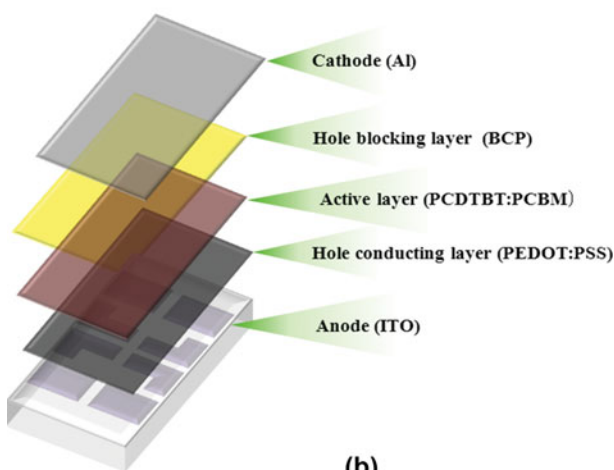 Cathode (Al)
Hole blocking layer (BCP)
Active layer (PCDTBT:PCBM)
Hole conducting layer (PEDOT:PSS)
Anode (ITO)
(b)